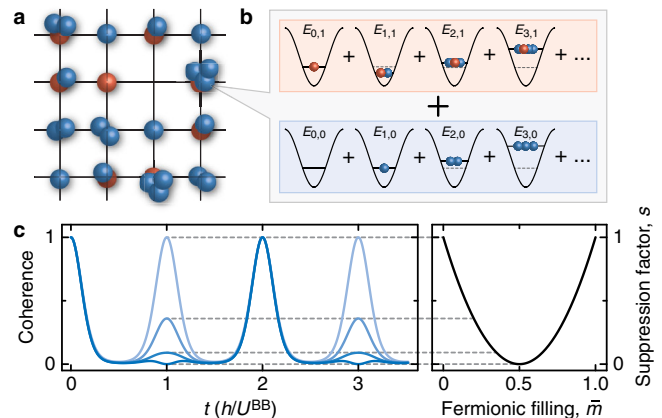 a
b
E0,1 E1,1 E2,1 E3,1
+ + + + ...
+
E0,0 E1,0 E2,0 E3,0
+ + + + ...
c
Coherence
1
0
0 1 2 3
t (h/U^BB)
1
0
Suppression factor, s
0 0.5 1.0
Fermionic filling, m̄